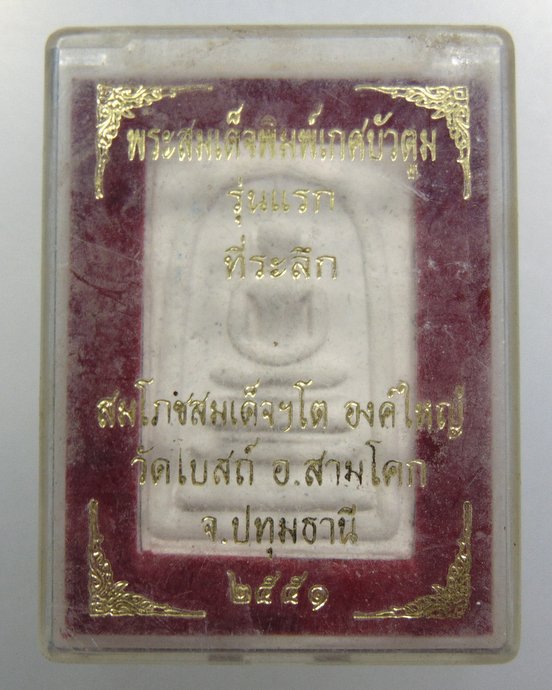 พระสมเด็จพิมพ์เกศบัวตูม
รุ่นแรก
ที่ระลึก
สมโภชสมเด็จฯโต องค์ใหญ่
วัดโบสถ์ อ.สามโคก
จ.ปทุมธานี
๒๕๕๑